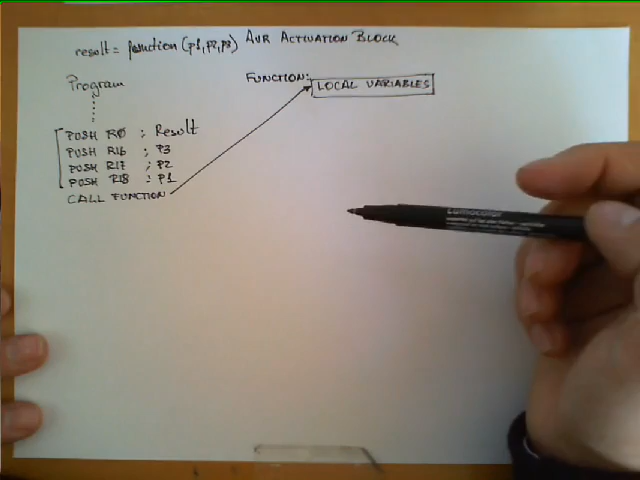 result = function (p1,p2,p3) AVR ACTIVATION BLOCK
Program
FUNCTION:
LOCAL VARIABLES
PUSH R0 ; Result
PUSH R16 ; P3
PUSH R17 ; P2
PUSH R18 : P1
CALL FUNCTION
Lumocolor